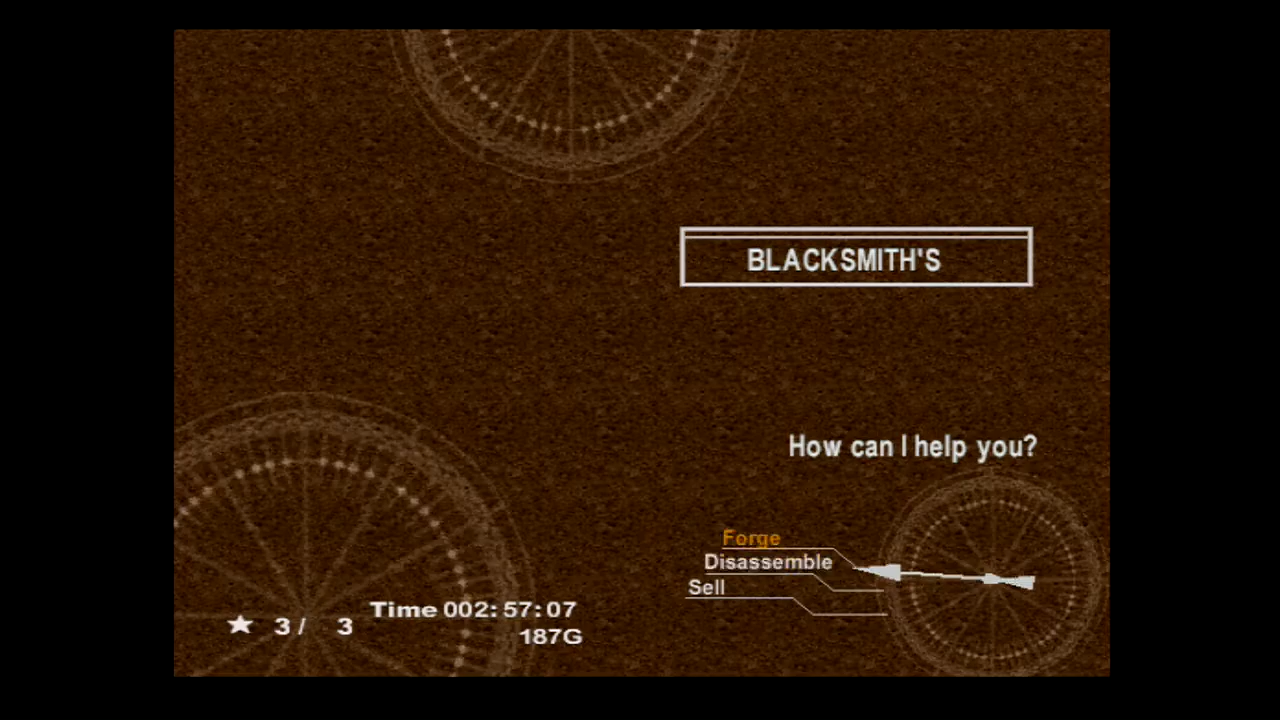 BLACKSMITH'S
How can I help you?
Forge
Disassemble
Sell
Time 002:57:07
★ 3/ 3
187G